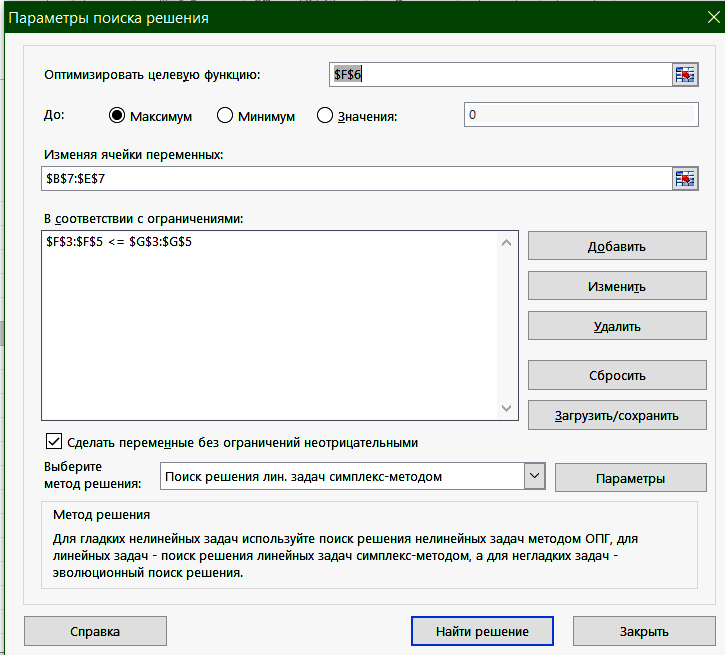 Параметры поиска решения
Оптимизировать целевую функцию:
$F$6
До:
Максимум
Минимум
Значения:
0
Изменяя ячейки переменных:
$B$7:$E$7
В соответствии с ограничениями:
$F$3:$F$5 <= $G$3:$G$5
Добавить
Изменить
Удалить
Сбросить
Загрузить/сохранить
Сделать переменные без ограничений неотрицательными
Выберите
метод решения:
Поиск решения лин. задач симплекс-методом
Параметры
Метод решения
Для гладких нелинейных задач используйте поиск решения нелинейных задач методом ОПГ, для
линейных задач - поиск решения линейных задач симплекс-методом, а для негладких задач -
эволюционный поиск решения.
Справка
Найти решение
Закрыть